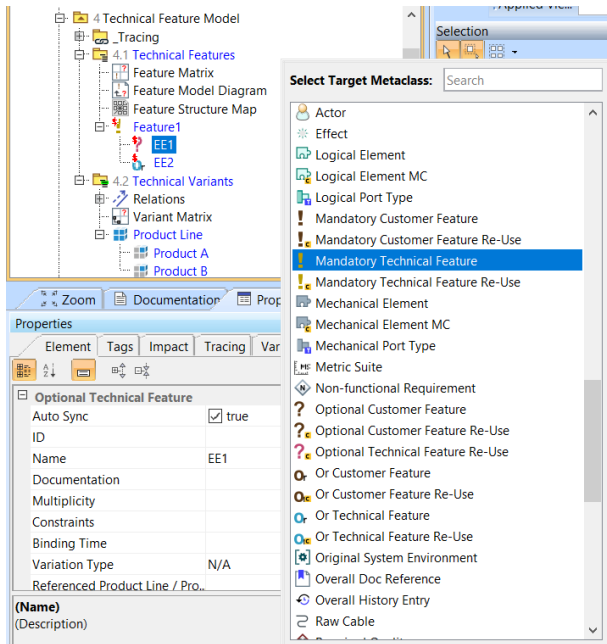 4 Technical Feature Model
_Tracing
4.1 Technical Features
Feature Matrix
Feature Model Diagram
Feature Structure Map
Feature1
EE1
EE2
4.2 Technical Variants
Relations
Variant Matrix
Product Line
Product A
Product B
Zoom
Documentation
Prop
Properties
Element
Tags
Impact
Tracing
Var
Optional Technical Feature
Auto Sync true
ID
Name EE1
Documentation
Multiplicity
Constraints
Binding Time
Variation Type N/A
Referenced Product Line / Pro..
(Name)
(Description)
Selection
Select Target Metaclass: Search
Actor
Effect
Logical Element
Logical Element MC
Logical Port Type
Mandatory Customer Feature
Mandatory Customer Feature Re-Use
Mandatory Technical Feature
Mandatory Technical Feature Re-Use
Mechanical Element
Mechanical Element MC
Mechanical Port Type
Metric Suite
Non-functional Requirement
Optional Customer Feature
Optional Customer Feature Re-Use
Optional Technical Feature Re-Use
Or Customer Feature
Or Customer Feature Re-Use
Or Technical Feature
Or Technical Feature Re-Use
Original System Environment
Overall Doc Reference
Overall History Entry
Raw Cable